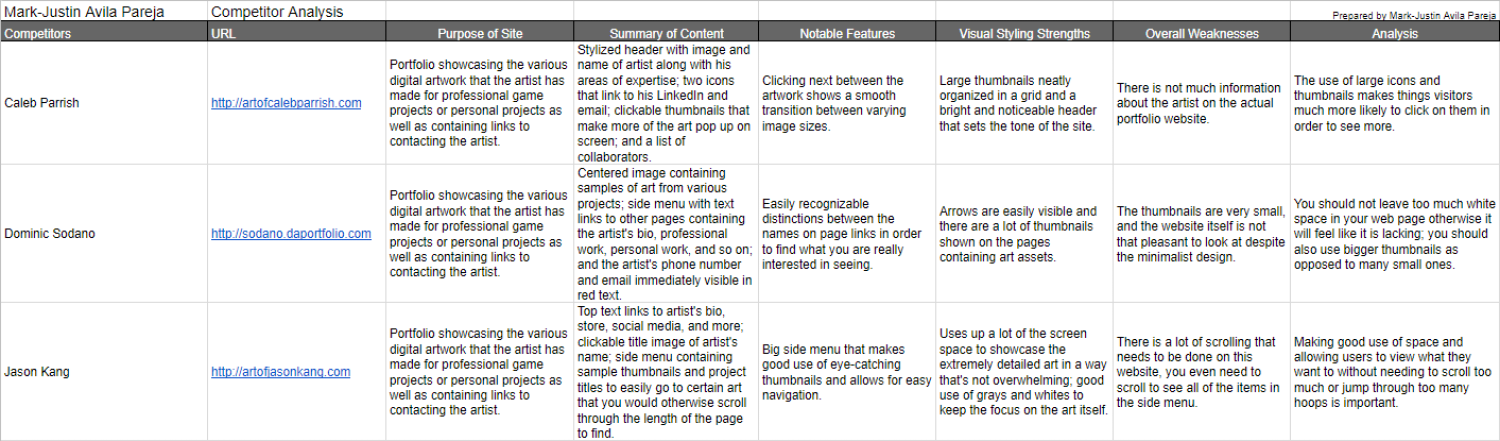 Mark-Justin Avila Pareja
Competitor Analysis
Prepared by Mark-Justin Avila Pareja
Competitors
URL
Purpose of Site
Summary of Content
Notable Features
Visual Styling Strengths
Overall Weaknesses
Analysis
Caleb Parrish
http://artofcalebparrish.com
Portfolio showcasing the various
digital artwork that the artist has
made for professional game
projects or personal projects as
well as containing links to
contacting the artist.
Stylized header with image and
name of artist along with his
areas of expertise; two icons
that link to his LinkedIn and
email; clickable thumbnails that
make more of the art pop up on
screen; and a list of
collaborators.
Clicking next between the
artwork shows a smooth
transition between varying
image sizes.
Large thumbnails neatly
organized in a grid and a
bright and noticeable header
that sets the tone of the site.
There is not much information
about the artist on the actual
portfolio website.
The use of large icons and
thumbnails makes things visitors
much more likely to click on them in
order to see more.
Dominic Sodano
http://sodano.daportfolio.com
Portfolio showcasing the various
digital artwork that the artist has
made for professional game
projects or personal projects as
well as containing links to
contacting the artist.
Centered image containing
samples of art from various
projects; side menu with text
links to other pages containing
the artist's bio, professional
work, personal work, and so on;
and the artist's phone number
and email immediately visible in
red text.
Easily recognizable
distinctions between the
names on page links in order
to find what you are really
interested in seeing.
Arrows are easily visible and
there are a lot of thumbnails
shown on the pages
containing art assets.
The thumbnails are very small,
and the website itself is not
that pleasant to look at despite
the minimalist design.
You should not leave too much white
space in your web page otherwise it
will feel like it is lacking; you should
also use bigger thumbnails as
opposed to many small ones.
Jason Kang
http://artofjasonkang.com
Portfolio showcasing the various
digital artwork that the artist has
made for professional game
projects or personal projects as
well as containing links to
contacting the artist.
Top text links to artist's bio,
store, social media, and more;
clickable title image of artist's
name; side menu containing
sample thumbnails and project
titles to easily go to certain art
that you would otherwise scroll
through the length of the page
to find.
Big side menu that makes
good use of eye-catching
thumbnails and allows for easy
navigation.
Uses up a lot of the screen
space to showcase the
extremely detailed art in a way
that's not overwhelming; good
use of grays and whites to
keep the focus on the art itself.
There is a lot of scrolling that
needs to be done on this
website, you even need to
scroll to see all of the items in
the side menu.
Making good use of space and
allowing users to view what they
want to without needing to scroll too
much or jump through too many
hoops is important.